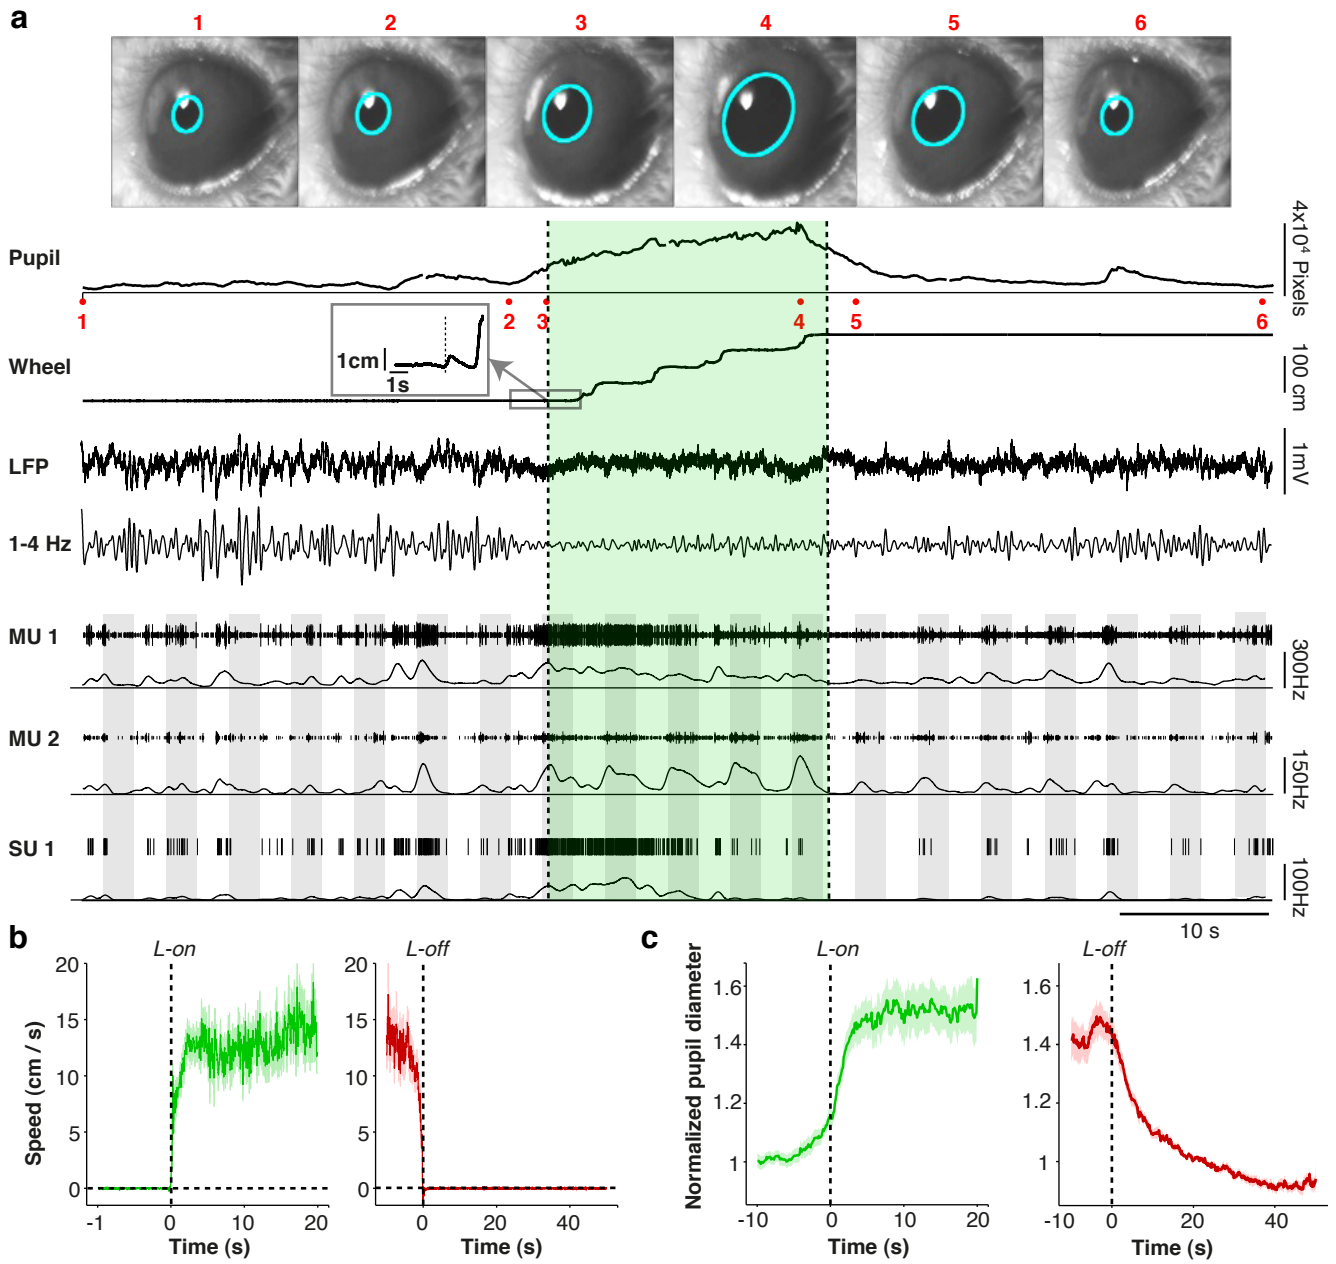 a
1 2 3 4 5 6
Pupil
4x10⁴ Pixels
1 2 3 4 5 6
Wheel
1cm
1s
100 cm
LFP
1mV
1-4 Hz
MU 1
300Hz
MU 2
150Hz
SU 1
100Hz
10 s
b
L-on
L-off
Speed (cm / s)
20
15
10
5
0
-1 0 10 20
Time (s)
20
15
10
5
0
0 20 40
Time (s)
c
L-on
L-off
Normalized pupil diameter
1.6
1.4
1.2
1
-10 0 10 20
Time (s)
1.6
1.4
1.2
1
-10 0 20 40
Time (s)